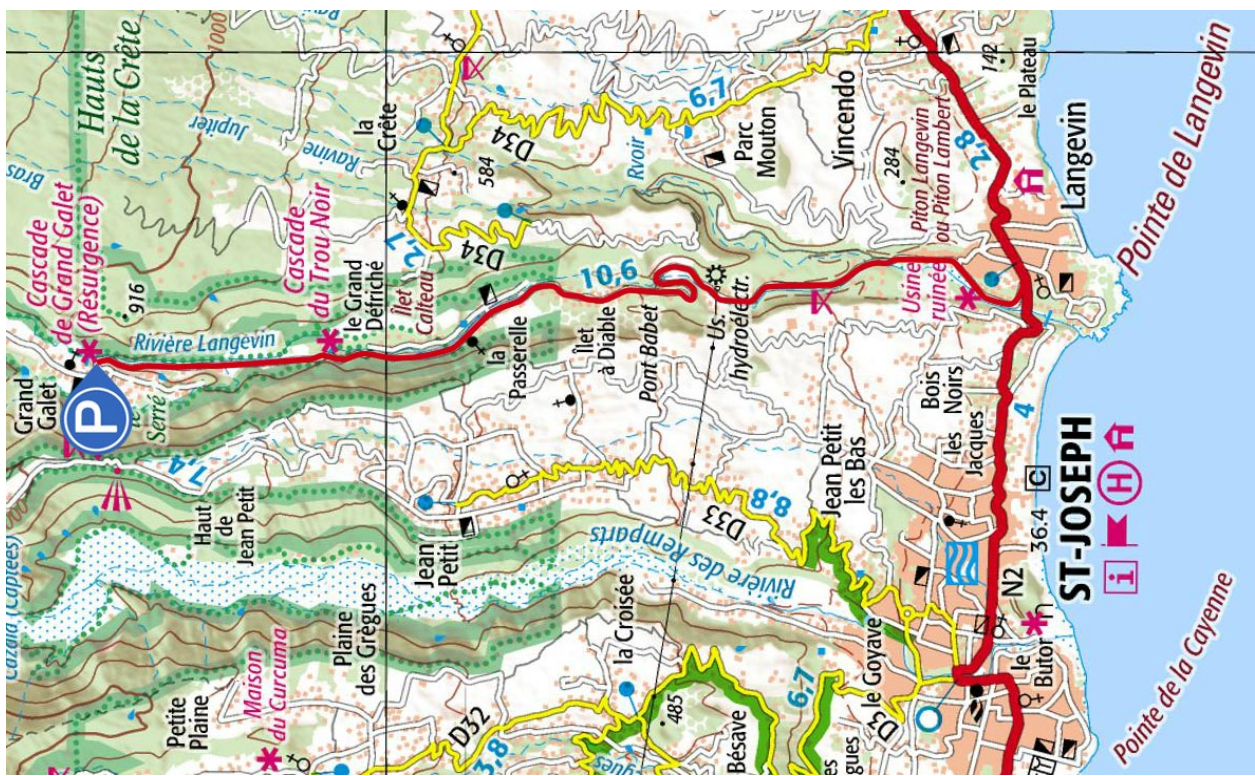 Hauts
de la Crête
1000
Jupiter
Ravine
Bras
Cascade
de Grand Galet
(Résurgence)
916
Cascade
du Trou Noir
le Grand
Défriché
Rivière Langevin
Grand
Galet
P
Serré
la
Crête
584
D34
6,7
2,7
D34
Îlet
Calteau
Rvoir
Parc
Mouton
Vincendo
284
Piton Langevin
ou Piton Lambert
142
le Plateau
2,8
Langevin
Pointe de Langevin
10,6
la
Passerelle
Îlet
à Diable
Pont Babet
Us.
hydroélectr.
Usine
ruinée
Bois
Noirs
les
Jacques
4
7,4
Haut
de
Jean Petit
Jean
Petit
8,8
D33
Jean Petit
les Bas
Rivière des Remparts
N2
36.4
C
ST-JOSEPH
i
H
Plaine
des Grègues
Petite
Plaine
Maison
du Curcuma
la Croisée
D32
3,8
485
Bésave
6,7
le Goyave
D3
le
Butor
Pointe de la Cayenne